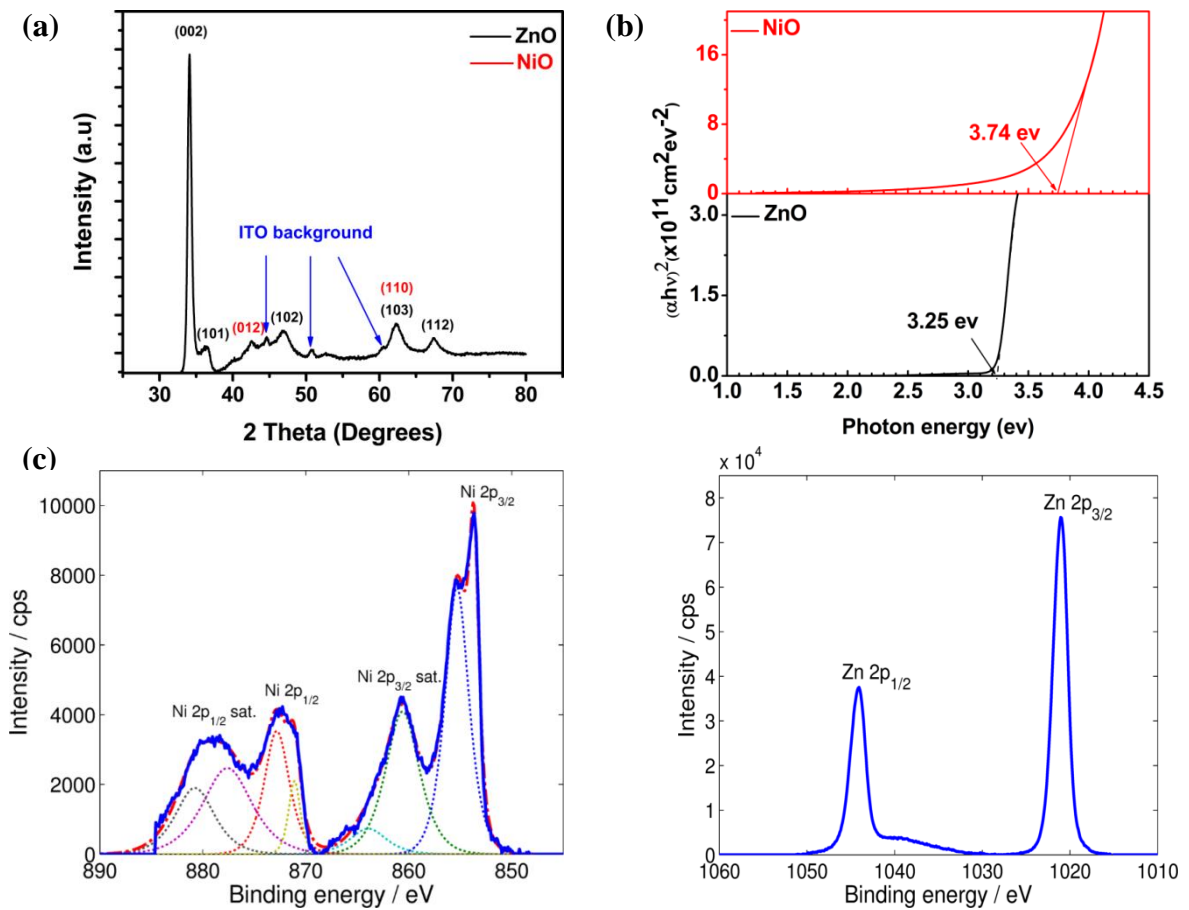 (a)
ZnO
NiO
(002)
ITO background
(101)
(012)
(102)
(110)
(103)
(112)
Intensity (a.u)
30 40 50 60 70 80
2 Theta (Degrees)
(b)
NiO
16
8
0
3.74 ev
ZnO
3.0
1.5
0.0
3.25 ev
(αhν)²(x10¹¹cm²ev⁻²
1.0 1.5 2.0 2.5 3.0 3.5 4.0 4.5
Photon energy (ev)
(c)
10000
8000
6000
4000
2000
0
Intensity / cps
Ni 2p3/2
Ni 2p3/2 sat.
Ni 2p1/2
Ni 2p1/2 sat.
890 880 870 860 850
Binding energy / eV
x 10⁴
8
7
6
5
4
3
2
1
0
Intensity / cps
Zn 2p3/2
Zn 2p1/2
1060 1050 1040 1030 1020 1010
Binding energy / eV